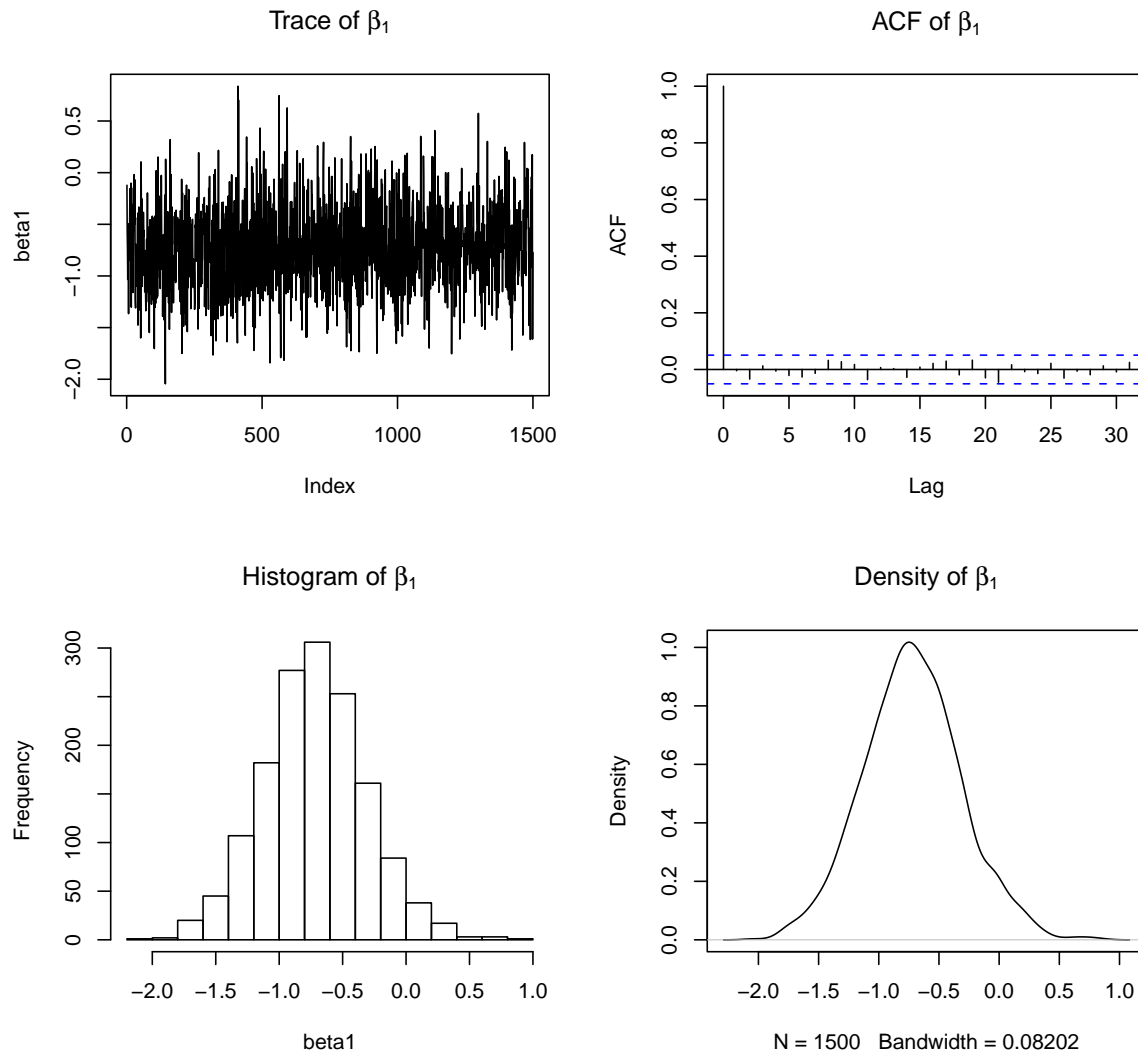 Trace of β₁
beta1
0.5
0.0
−1.0
−2.0
0 500 1000 1500
Index
ACF of β₁
ACF
1.0
0.8
0.6
0.4
0.2
0.0
0 5 10 15 20 25 30
Lag
Histogram of β₁
Frequency
300
200
100
50
0
−2.0 −1.5 −1.0 −0.5 0.0 0.5 1.0
beta1
Density of β₁
Density
1.0
0.8
0.6
0.4
0.2
0.0
−2.0 −1.5 −1.0 −0.5 0.0 0.5 1.0
N = 1500 Bandwidth = 0.08202